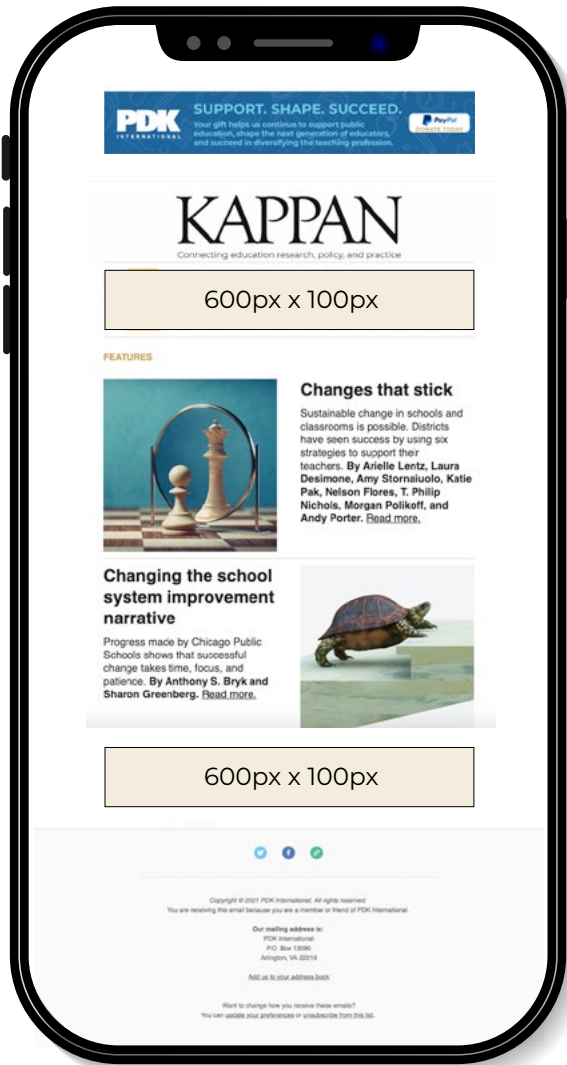 PDK
INTERNATIONAL
SUPPORT. SHAPE. SUCCEED.
Your gift helps us continue to support public
education, shape the next generation of educators,
and succeed in diversifying the teaching profession.
PayPal
DONATE TODAY
KAPPAN
Connecting education research, policy, and practice
600px x 100px
FEATURES
Changes that stick
Sustainable change in schools and
classrooms is possible. Districts
have seen success by using six
strategies to support their
teachers. By Arielle Lentz, Laura
Desimone, Amy Stornaiuolo, Katie
Pak, Nelson Flores, T. Philip
Nichols, Morgan Polikoff, and
Andy Porter. Read more.
Changing the school
system improvement
narrative
Progress made by Chicago Public
Schools shows that successful
change takes time, focus, and
patience. By Anthony S. Bryk and
Sharon Greenberg. Read more.
600px x 100px
Copyright © 2021 PDK International, All rights reserved.
You are receiving this email because you are a member or friend of PDK International.
Our mailing address is:
PDK International
P.O. Box 13090
Arlington, VA 22219
Add us to your address book
Want to change how you receive these emails?
You can update your preferences or unsubscribe from this list.